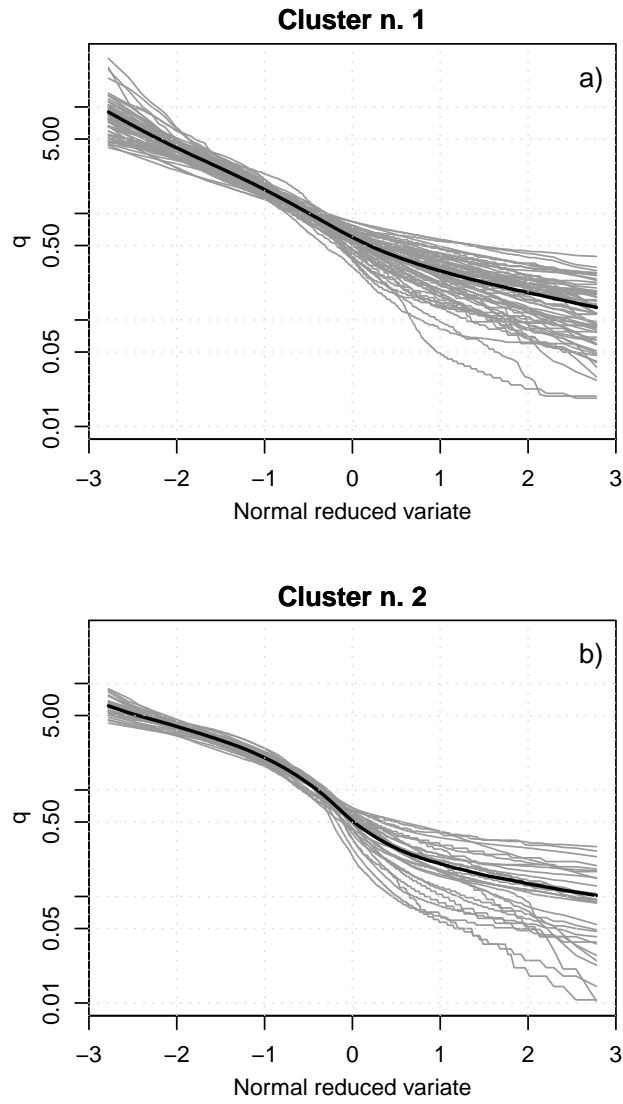 Cluster n. 1
a)
5.00
0.50
0.05
0.01
q
−3 −2 −1 0 1 2 3
Normal reduced variate
Cluster n. 2
b)
5.00
0.50
0.05
0.01
q
−3 −2 −1 0 1 2 3
Normal reduced variate